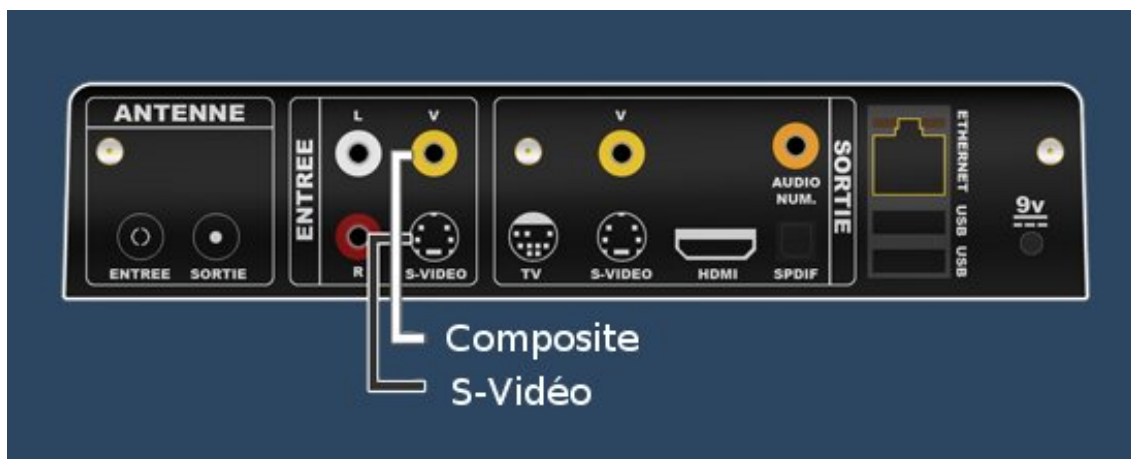 ANTENNE
ENTREE
SORTIE
ENTREE
L
V
R
S-VIDEO
V
AUDIO
NUM.
TV
S-VIDEO
HDMI
SPDIF
SORTIE
ETHERNET
USB
USB
9v
Composite
S-Vidéo